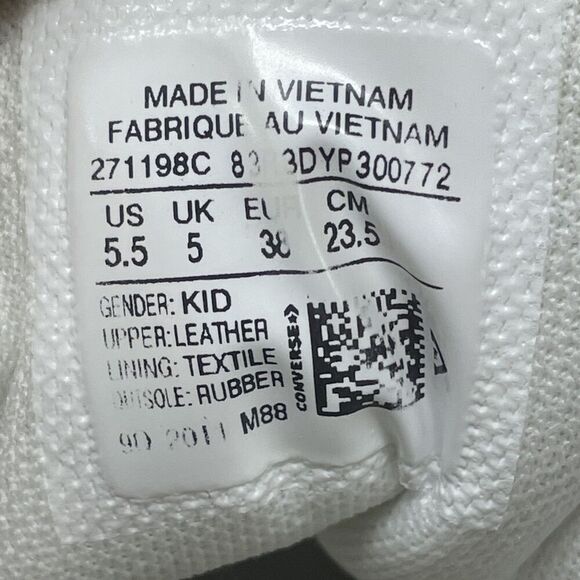 MADE IN VIETNAM
FABRIQUE AU VIETNAM
271198C
US UK EUR CM
5.5 5 38 23.5
GENDER: KID
UPPER: LEATHER
LINING: TEXTILE
OUTSOLE: RUBBER
M88
CONVERSE